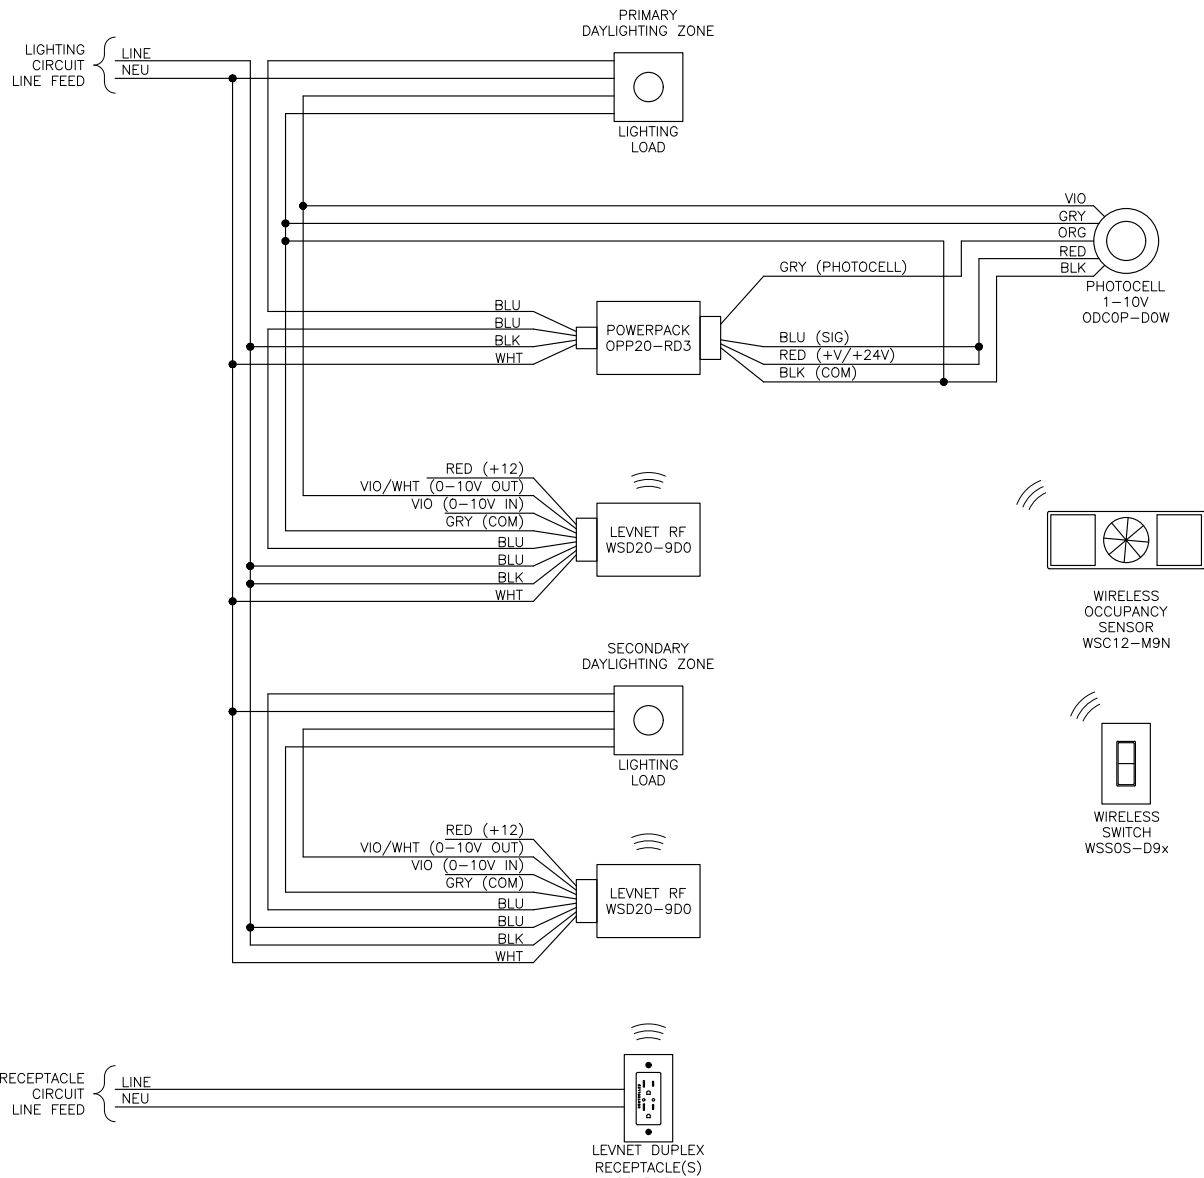 PRIMARY
DAYLIGHTING ZONE
LIGHTING
CIRCUIT
LINE FEED
LINE
NEU
LIGHTING
LOAD
VIO
GRY
ORG
RED
BLK
PHOTOCELL
1-10V
ODC0P-D0W
GRY (PHOTOCELL)
BLU
BLU
BLK
WHT
POWERPACK
OPP20-RD3
BLU (SIG)
RED (+V/+24V)
BLK (COM)
RED (+12)
VIO/WHT (0-10V OUT)
VIO (0-10V IN)
GRY (COM)
BLU
BLU
BLK
WHT
LEVNET RF
WSD20-9D0
WIRELESS
OCCUPANCY
SENSOR
WSC12-M9N
SECONDARY
DAYLIGHTING ZONE
LIGHTING
LOAD
WIRELESS
SWITCH
WSS0S-D9x
RED (+12)
VIO/WHT (0-10V OUT)
VIO (0-10V IN)
GRY (COM)
BLU
BLU
BLK
WHT
LEVNET RF
WSD20-9D0
RECEPTACLE
CIRCUIT
LINE FEED
LINE
NEU
LEVNET DUPLEX
RECEPTACLE(S)